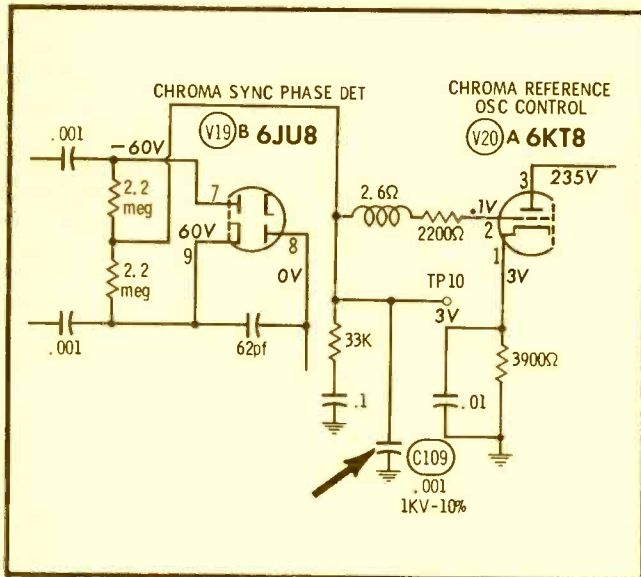 CHROMA SYNC PHASE DET
V19 B 6JU8
CHROMA REFERENCE
OSC CONTROL
V20 A 6KT8
.001
-60V
2.2
meg
7
60V
9
8
0V
2.2
meg
.001
62pf
2.6Ω
2200Ω
.1V
2
3
235V
1
3V
TP10
3V
33K
.1
.01
3900Ω
C109
.001
1KV-10%